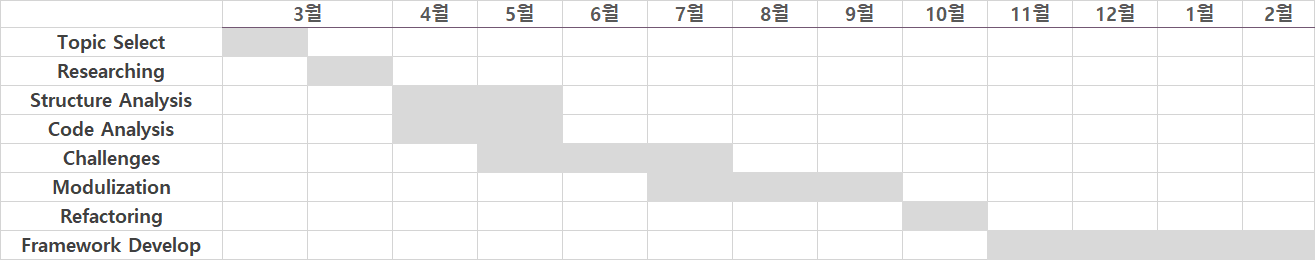 3월 4월 5월 6월 7월 8월 9월 10월 11월 12월 1월 2월
Topic Select
Researching
Structure Analysis
Code Analysis
Challenges
Modulization
Refactoring
Framework Develop